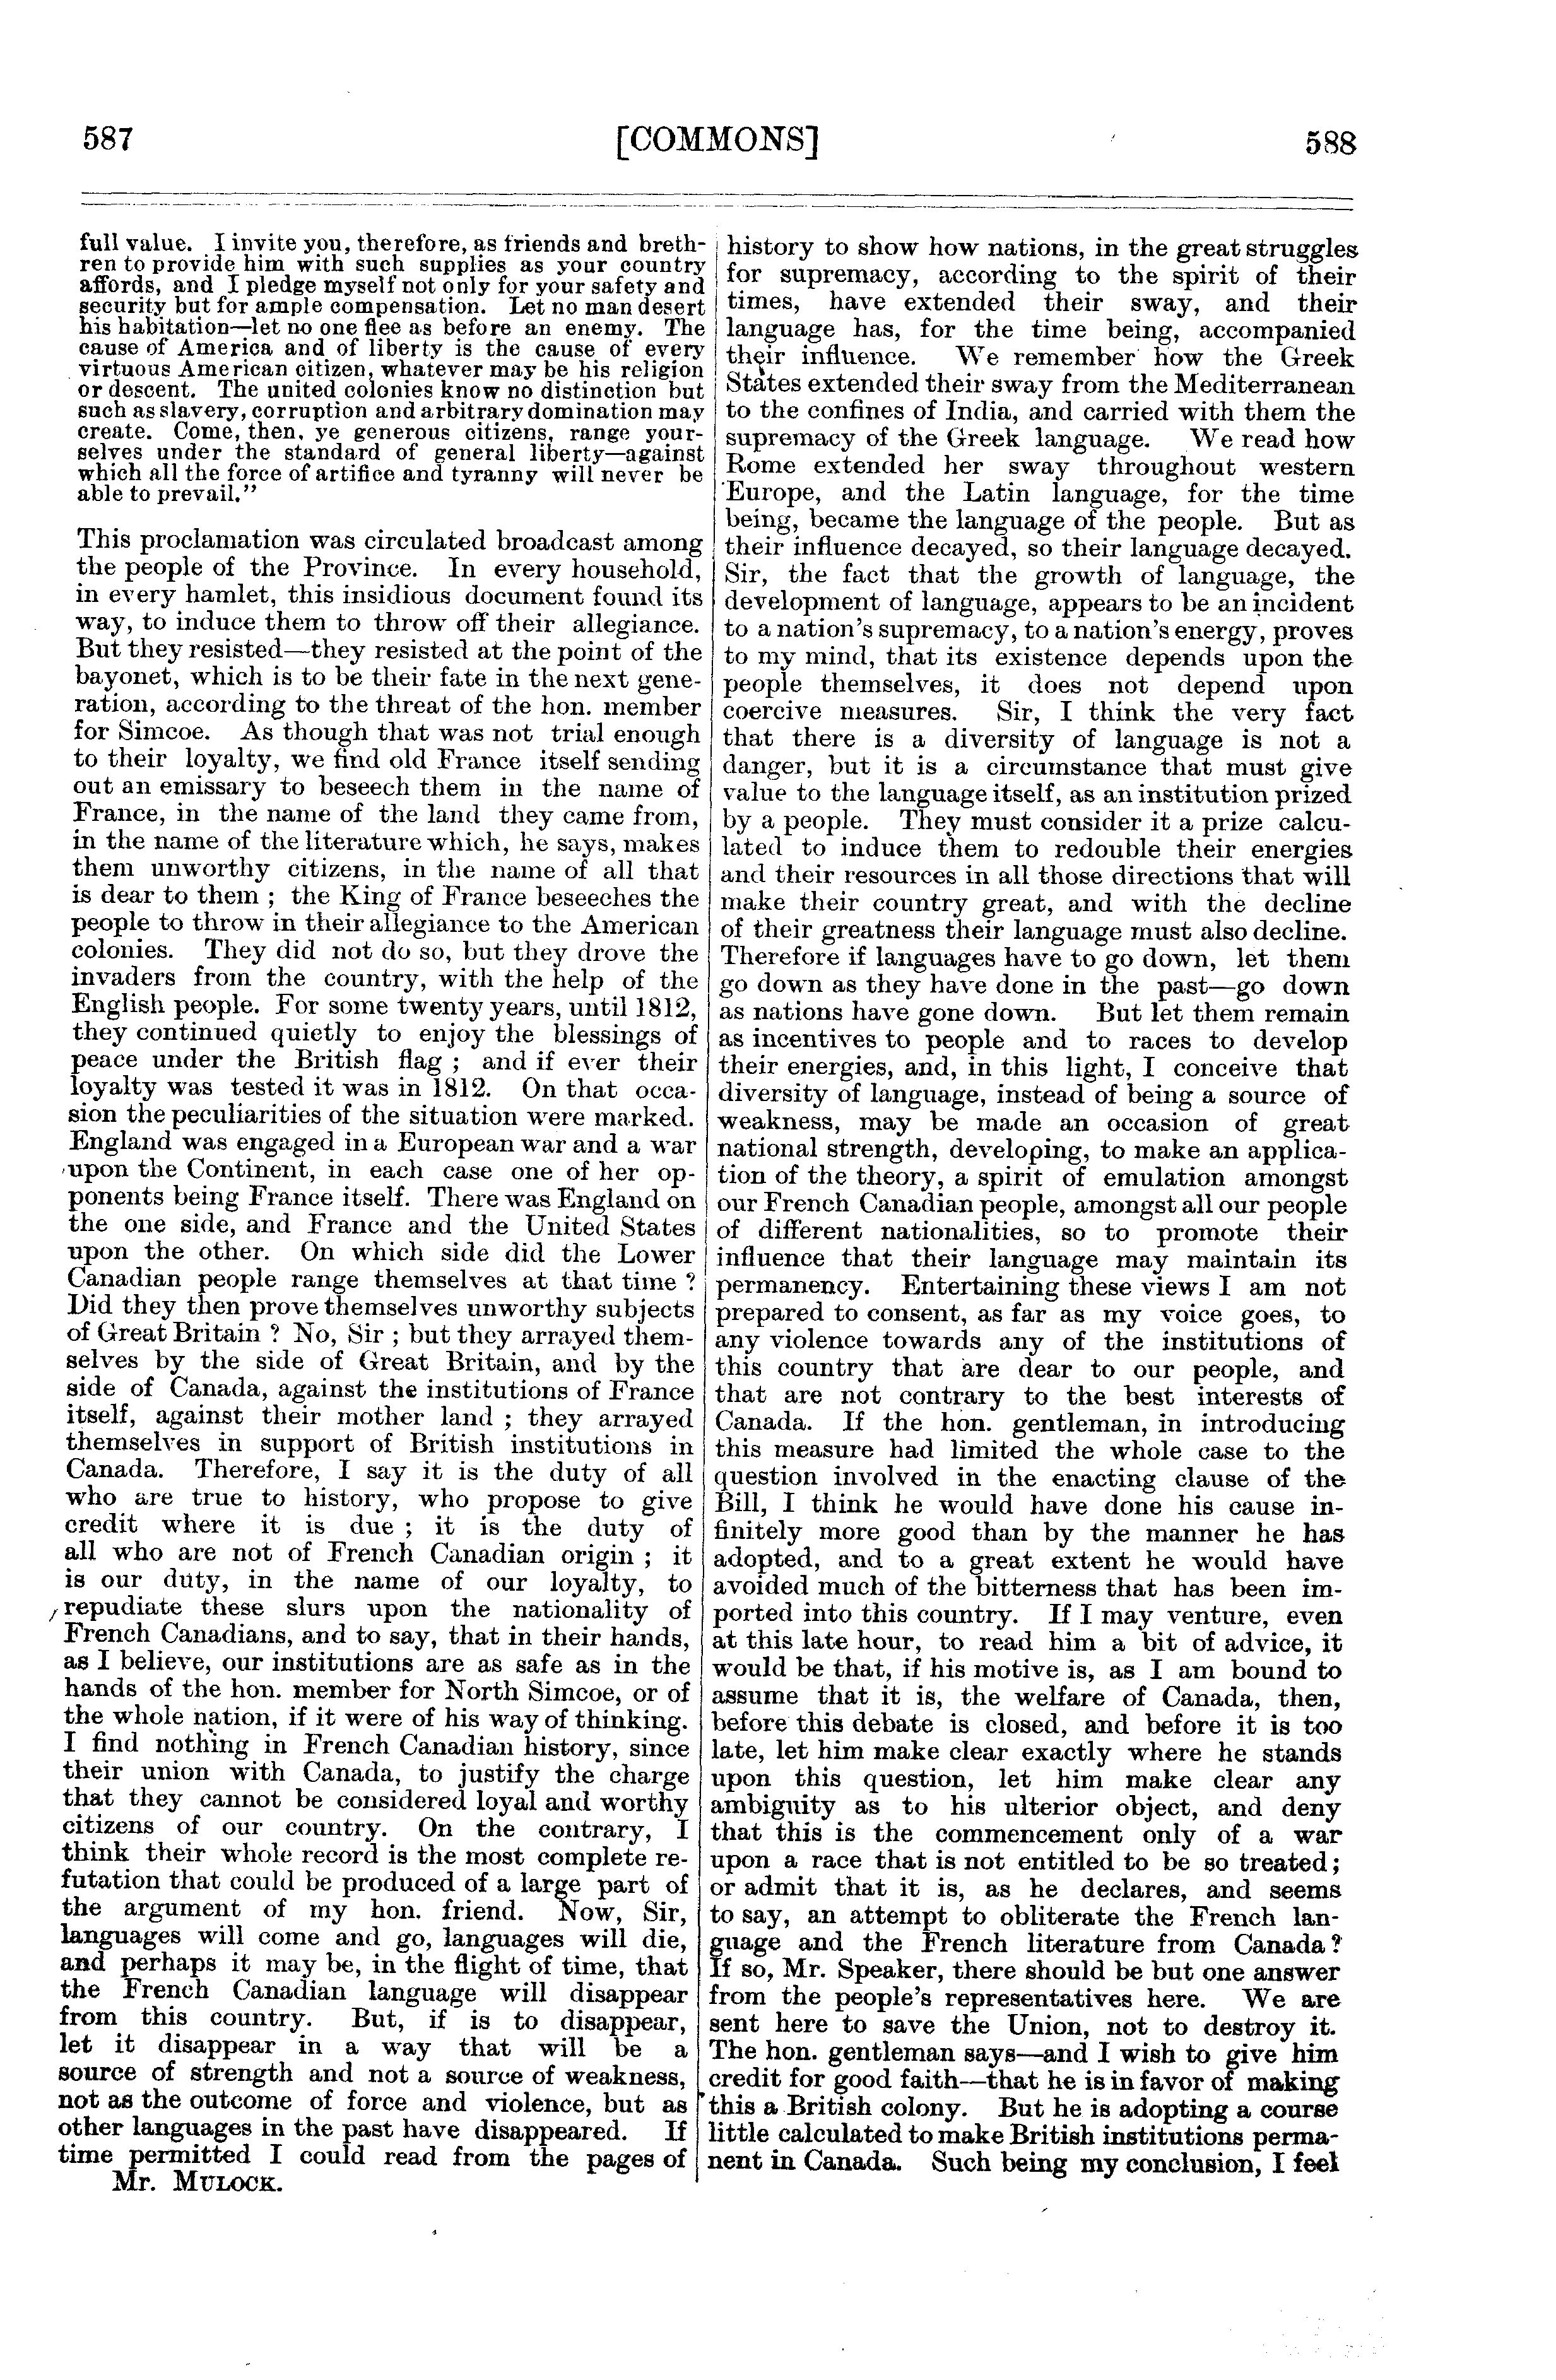 587
[COMMONS]
588
full value. I invite you, therefore, as friends and breth-
ren to provide him with such supplies as your country
affords, and I pledge myself not only for your safety and
security but for ample compensation. Let no man desert
his habitation—let no one flee as before an enemy. The
cause of America and of liberty is the cause of every
virtuous American citizen, whatever may be his religion
or descent. The united colonies know no distinction but
such as slavery, corruption and arbitrary domination may
create. Come, then, ye generous citizens, range your-
selves under the standard of general liberty—against
which all the force of artifice and tyranny will never be
able to prevail."
This proclamation was circulated broadcast among
the people of the Province. In every household,
in every hamlet, this insidious document found its
way, to induce them to throw off their allegiance.
But they resisted—they resisted at the point of the
bayonet, which is to be their fate in the next gene-
ration, according to the threat of the hon. member
for Simcoe. As though that was not trial enough
to their loyalty, we find old France itself sending
out an emissary to beseech them in the name of
France, in the name of the land they came from,
in the name of the literature which, he says, makes
them unworthy citizens, in the name of all that
is dear to them ; the King of France beseeches the
people to throw in their allegiance to the American
colonies. They did not do so, but they drove the
invaders from the country, with the help of the
English people. For some twenty years, until 1812,
they continued quietly to enjoy the blessings of
peace under the British flag ; and if ever their
loyalty was tested it was in 1812. On that occa-
sion the peculiarities of the situation were marked.
England was engaged in a European war and a war
upon the Continent, in each case one of her op-
ponents being France itself. There was England on
the one side, and France and the United States
upon the other. On which side did the Lower
Canadian people range themselves at that time ?
Did they then prove themselves unworthy subjects
of Great Britain ? No, Sir ; but they arrayed them-
selves by the side of Great Britain, and by the
side of Canada, against the institutions of France
itself, against their mother land ; they arrayed
themselves in support of British institutions in
Canada. Therefore, I say it is the duty of all
who are true to history, who propose to give
credit where it is due ; it is the duty of
all who are not of French Canadian origin ; it
is our duty, in the name of our loyalty, to
repudiate these slurs upon the nationality of
French Canadians, and to say, that in their hands,
as I believe, our institutions are as safe as in the
hands of the hon. member for North Simcoe, or of
the whole nation, if it were of his way of thinking.
I find nothing in French Canadian history, since
their union with Canada, to justify the charge
that they cannot be considered loyal and worthy
citizens of our country. On the contrary, I
think their whole record is the most complete re-
futation that could be produced of a large part of
the argument of my hon. friend. Now, Sir,
languages will come and go, languages will die,
and perhaps it may be, in the flight of time, that
the French Canadian language will disappear
from this country. But, if is to disappear,
let it disappear in a way that will be a
source of strength and not a source of weakness,
not as the outcome of force and violence, but as
other languages in the past have disappeared. If
time permitted I could read from the pages of
Mr. MULOCK.
history to show how nations, in the great struggles
for supremacy, according to the spirit of their
times, have extended their sway, and their
language has, for the time being, accompanied
their influence. We remember how the Greek
States extended their sway from the Mediterranean
to the confines of India, and carried with them the
supremacy of the Greek language. We read how
Rome extended her sway throughout western
Europe, and the Latin language, for the time
being, became the language of the people. But as
their influence decayed, so their language decayed.
Sir, the fact that the growth of language, the
development of language, appears to be an incident
to a nation's supremacy, to a nation's energy, proves
to my mind, that its existence depends upon the
people themselves, it does not depend upon
coercive measures. Sir, I think the very fact
that there is a diversity of language is not a
danger, but it is a circumstance that must give
value to the language itself, as an institution prized
by a people. They must consider it a prize calcu-
lated to induce them to redouble their energies
and their resources in all those directions that will
make their country great, and with the decline
of their greatness their language must also decline.
Therefore if languages have to go down, let them
go down as they have done in the past—go down
as nations have gone down. But let them remain
as incentives to people and to races to develop
their energies, and, in this light, I conceive that
diversity of language, instead of being a source of
weakness, may be made an occasion of great
national strength, developing, to make an applica-
tion of the theory, a spirit of emulation amongst
our French Canadian people, amongst all our people
of different nationalities, so to promote their
influence that their language may maintain its
permanency. Entertaining these views I am not
prepared to consent, as far as my voice goes, to
any violence towards any of the institutions of
this country that are dear to our people, and
that are not contrary to the best interests of
Canada. If the hon. gentleman, in introducing
this measure had limited the whole case to the
question involved in the enacting clause of the
Bill, I think he would have done his cause in-
finitely more good than by the manner he has
adopted, and to a great extent he would have
avoided much of the bitterness that has been im-
ported into this country. If I may venture, even
at this late hour, to read him a bit of advice, it
would be that, if his motive is, as I am bound to
assume that it is, the welfare of Canada, then,
before this debate is closed, and before it is too
late, let him make clear exactly where he stands
upon this question, let him make clear any
ambiguity as to his ulterior object, and deny
that this is the commencement only of a war
upon a race that is not entitled to be so treated;
or admit that it is, as he declares, and seems
to say, an attempt to obliterate the French lan-
guage and the French literature from Canada?
If so, Mr. Speaker, there should be but one answer
from the people's representatives here. We are
sent here to save the Union, not to destroy it.
The hon. gentleman says—and I wish to give him
credit for good faith—that he is in favor of making
this a British colony. But he is adopting a course
little calculated to make British institutions perma-
nent in Canada. Such being my conclusion, I feel